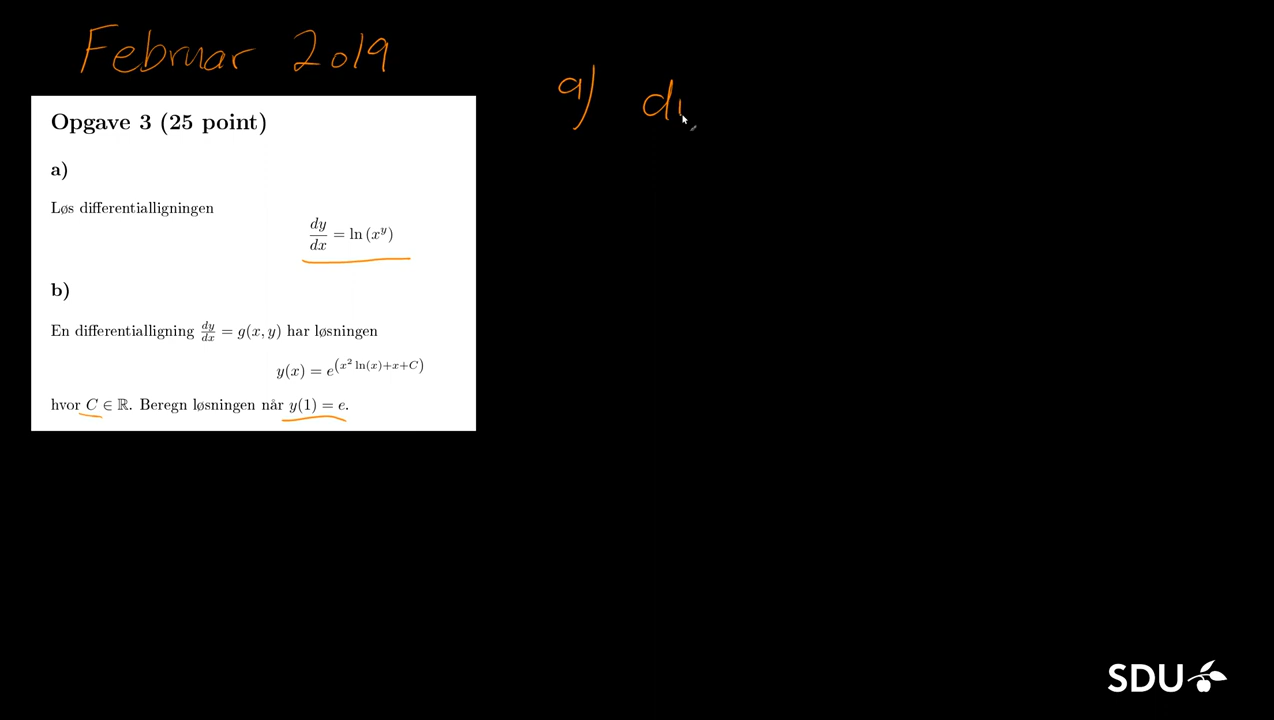 Februar 2019
Opgave 3 (25 point)
a)
Løs differentialligningen
dy/dx = ln (x^y)
b)
En differentialligning dy/dx = g(x, y) har løsningen
y(x) = e^(x^2 ln(x)+x+C)
hvor C ∈ ℝ. Beregn løsningen når y(1) = e.
a) d
SDU